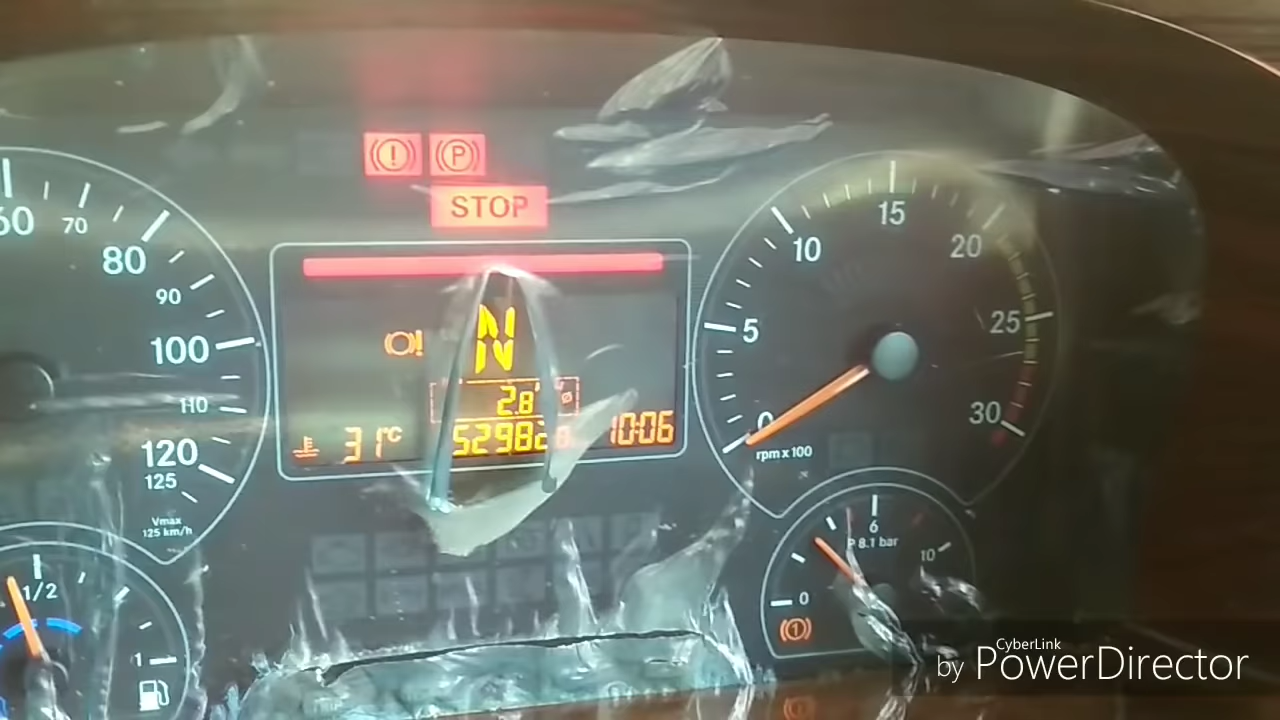 STOP
60
70
80
90
100
110
120
125
Vmax
125 km/h
N
2.8
31°C
10:06
0
5
10
15
20
25
30
rpm x 100
1/2
1
0
6
10
P 8.1 bar
CyberLink
by PowerDirector